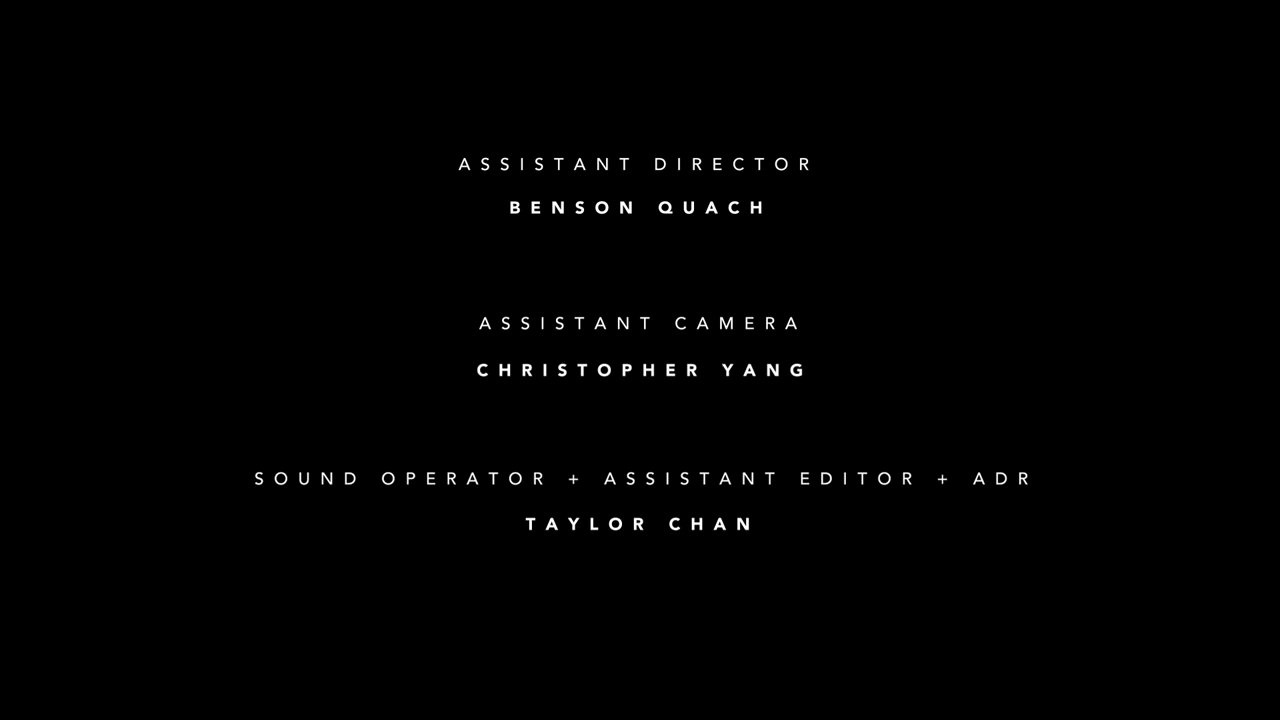 ASSISTANT DIRECTOR
BENSON QUACH
ASSISTANT CAMERA
CHRISTOPHER YANG
SOUND OPERATOR + ASSISTANT EDITOR + ADR
TAYLOR CHAN